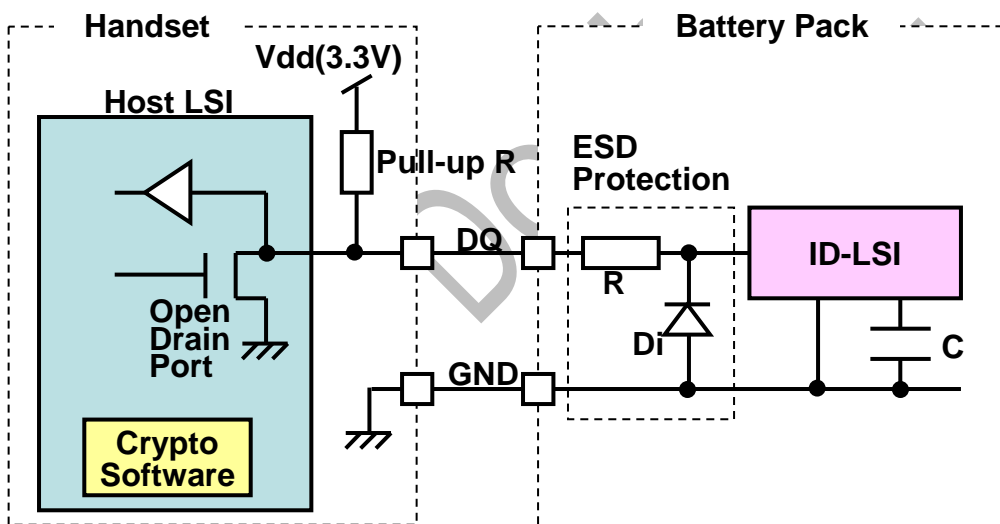 Handset
Battery Pack
Vdd(3.3V)
Host LSI
Pull-up R
ESD
Protection
DQ
ID-LSI
R
Open
Drain
Port
Di
C
GND
Crypto
Software